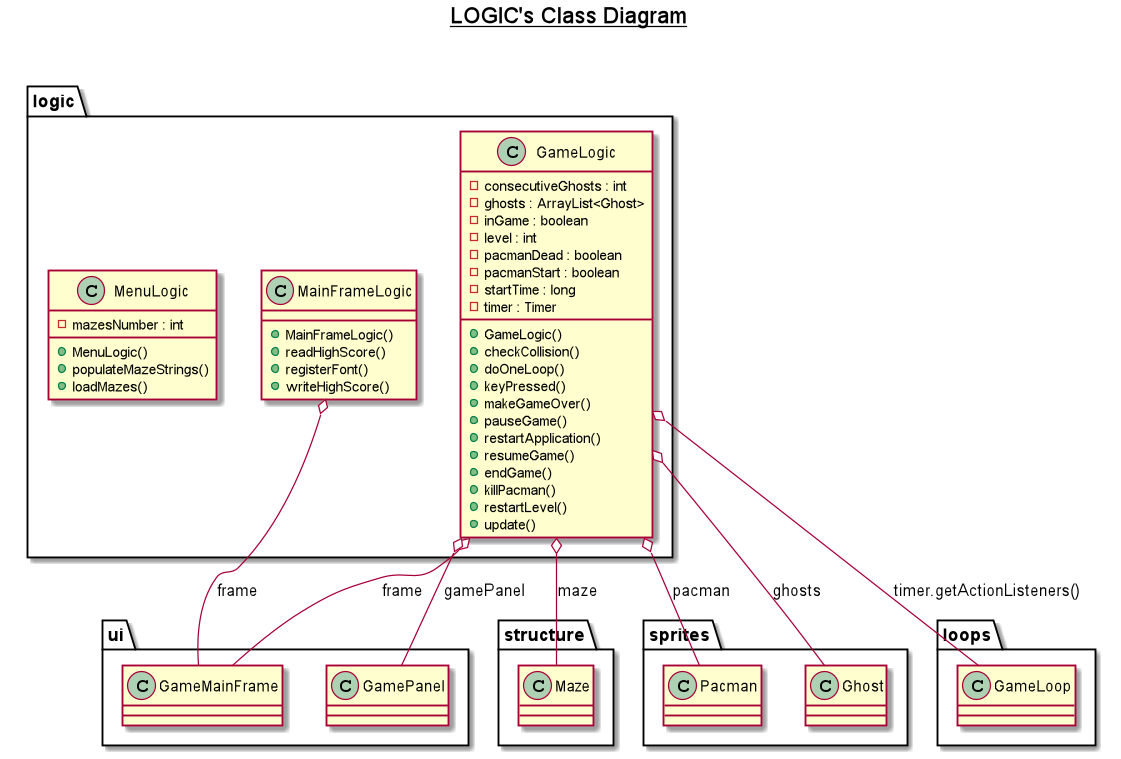 LOGIC's Class Diagram
logic
C GameLogic
consecutiveGhosts : int
ghosts : ArrayList<Ghost>
inGame : boolean
level : int
pacmanDead : boolean
pacmanStart : boolean
startTime : long
timer : Timer
GameLogic()
checkCollision()
doOneLoop()
keyPressed()
makeGameOver()
pauseGame()
restartApplication()
resumeGame()
endGame()
killPacman()
restartLevel()
update()
C MenuLogic
mazesNumber : int
MenuLogic()
populateMazeStrings()
loadMazes()
C MainFrameLogic
MainFrameLogic()
readHighScore()
registerFont()
writeHighScore()
frame
frame
gamePanel
maze
pacman
ghosts
timer.getActionListeners()
ui
C GameMainFrame
C GamePanel
structure
C Maze
sprites
C Pacman
C Ghost
loops
C GameLoop